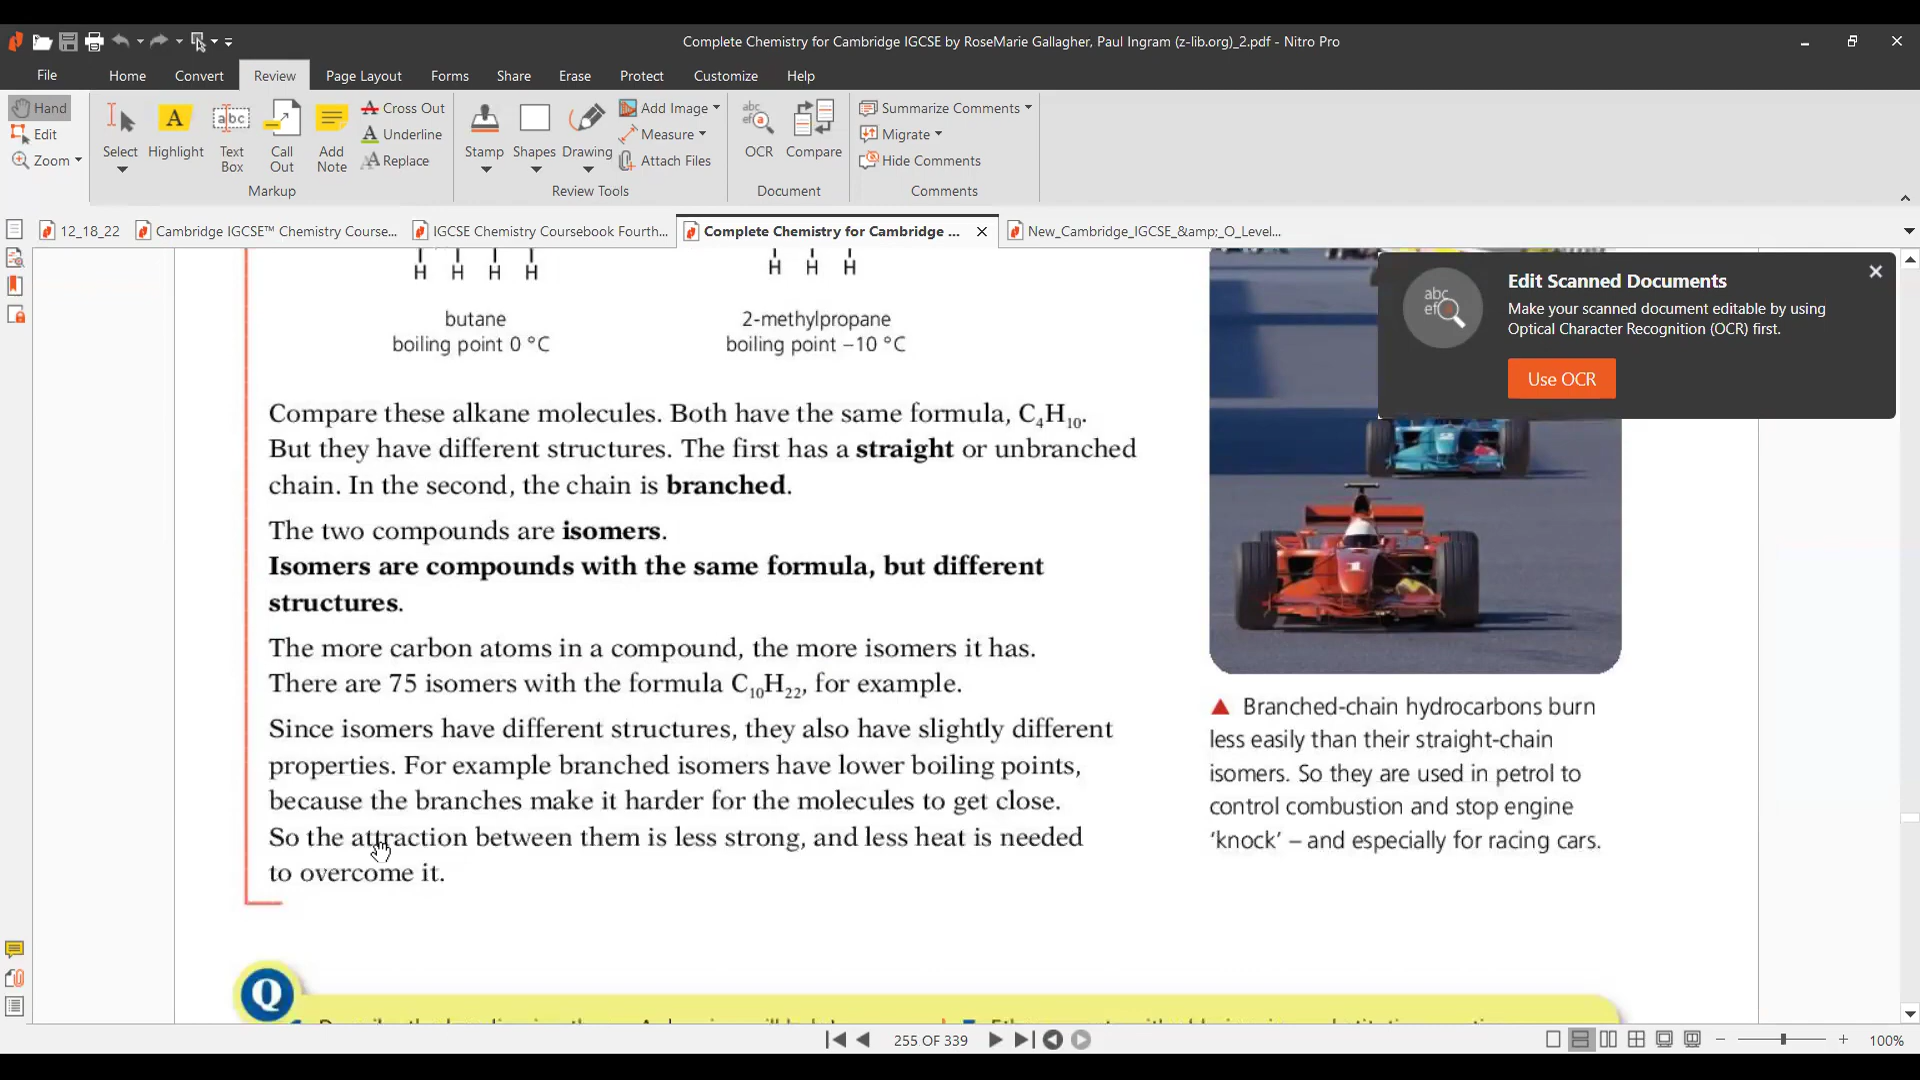 Complete Chemistry for Cambridge IGCSE by RoseMarie Gallagher, Paul Ingram (z-lib.org)_2.pdf - Nitro Pro
File Home Convert Review Page Layout Forms Share Erase Protect Customize Help
Hand
Edit
Zoom
Select
Highlight
Text Box
Call Out
Add Note
Cross Out
Underline
Replace
Markup
Stamp
Shapes
Drawing
Add Image
Measure
Attach Files
Review Tools
OCR
Compare
Document
Summarize Comments
Migrate
Hide Comments
Comments
12_18_22
Cambridge IGCSE™ Chemistry Course...
IGCSE Chemistry Coursebook Fourth...
Complete Chemistry for Cambridge ...
New_Cambridge_IGCSE_&amp;_O_Level...
H H H H
H H H
butane
boiling point 0 °C
2-methylpropane
boiling point −10 °C
Compare these alkane molecules. Both have the same formula, C₄H₁₀.
But they have different structures. The first has a straight or unbranched
chain. In the second, the chain is branched.
The two compounds are isomers.
Isomers are compounds with the same formula, but different
structures.
The more carbon atoms in a compound, the more isomers it has.
There are 75 isomers with the formula C₁₀H₂₂, for example.
Since isomers have different structures, they also have slightly different
properties. For example branched isomers have lower boiling points,
because the branches make it harder for the molecules to get close.
So the attraction between them is less strong, and less heat is needed
to overcome it.
Edit Scanned Documents
Make your scanned document editable by using
Optical Character Recognition (OCR) first.
Use OCR
1
▲ Branched-chain hydrocarbons burn
less easily than their straight-chain
isomers. So they are used in petrol to
control combustion and stop engine
‘knock’ – and especially for racing cars.
Q
255 OF 339
100%